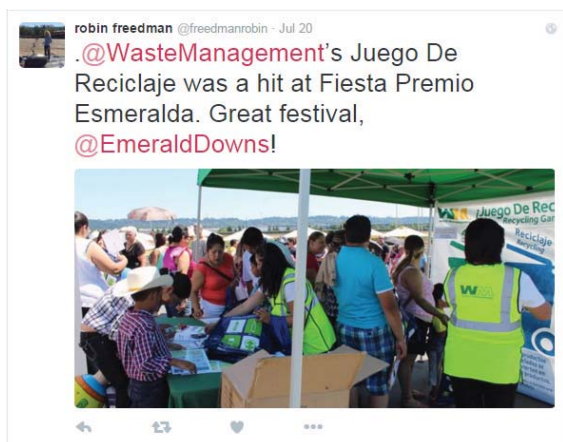 robin freedman @freedmanrobin · Jul 20
.@WasteManagement's Juego De
Reciclaje was a hit at Fiesta Premio
Esmeralda. Great festival,
@EmeraldDowns!
WM ¡Juego De Rec
Recycling Gar
Reciclaje
Recycling
WM